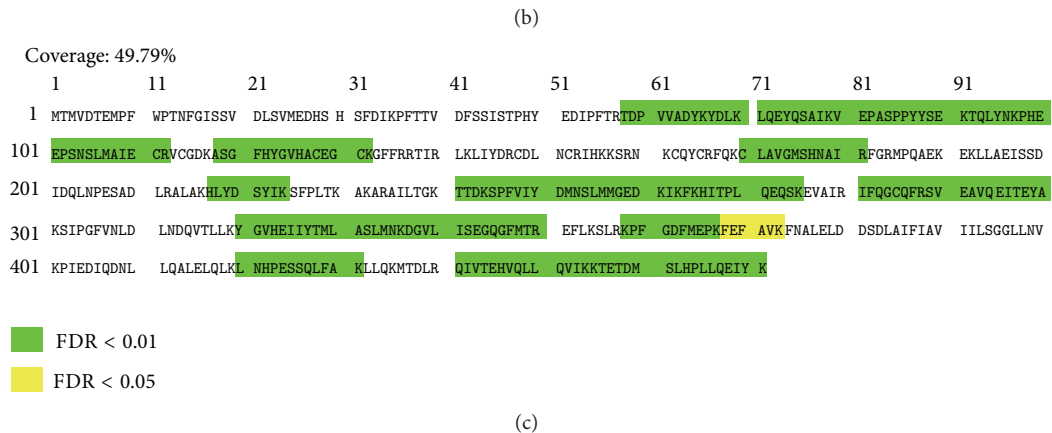 (b)
Coverage: 49.79%
1 11 21 31 41 51 61 71 81 91
1 MTMVDTEMPF WPTNFGISSV DLSVMEDHS H SFDIKPFTTV DFSSISTPHY EDIPFTRTDP VVADYKYDLK LQEYQSAIKV EPASPPYYSE KTQLYNKPHE
101 EPSNSLMAIE CRVCGDKASG FHYGVHACEG CKGFFRRTIR LKLIYDRCDL NCRIHKKSRN KCQYCRFQKC LAVGMSHNAI RFGRMPQAEK EKLLAEISSD
201 IDQLNPESAD LRALAKHLYD SYIKSFPLTK AKARAILTGK TTDKSPFVIY DMNSLMMGED KIKFKHITPL QEQSKEVAIR IFQGCQFRSV EAVQEITEYA
301 KSIPGFVNLD LNDQVTLLKY GVHEIIYTML ASLMNKDGVL ISEGQGFMTR EFLKSLRKPF GDFMEPKFEF AVKFNALELD DSDLAIFIAV IILSGGLLNV
401 KPIEDIQDNL LQALELQLKL NHPESSQLFA KLLQKMTDLR QIVTEHVQLL QVIKKTETDM SLHPLLQEIY K
FDR < 0.01
FDR < 0.05
(c)